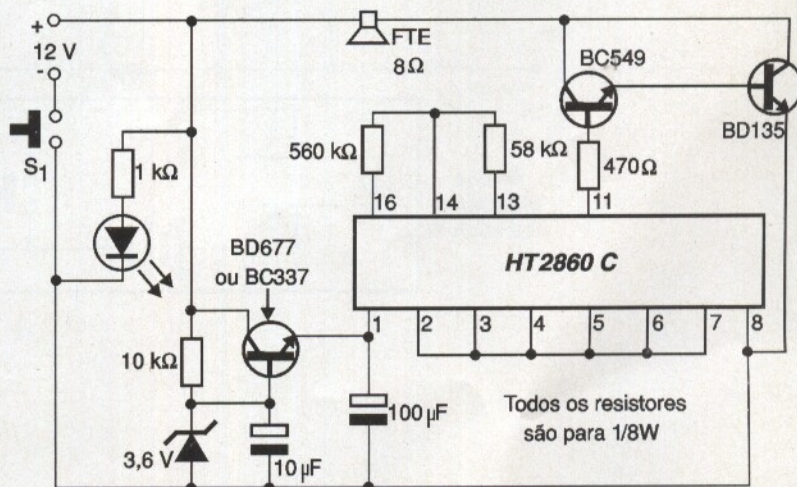 +
12 V
-
S1
1 kΩ
FTE
8Ω
BC549
BD135
560 kΩ
58 kΩ
470Ω
16
14
13
11
HT2860 C
BD677
ou BC337
1
2
3
4
5
6
7
8
10 kΩ
100 µF
3,6 V
10 µF
Todos os resistores
são para 1/8W